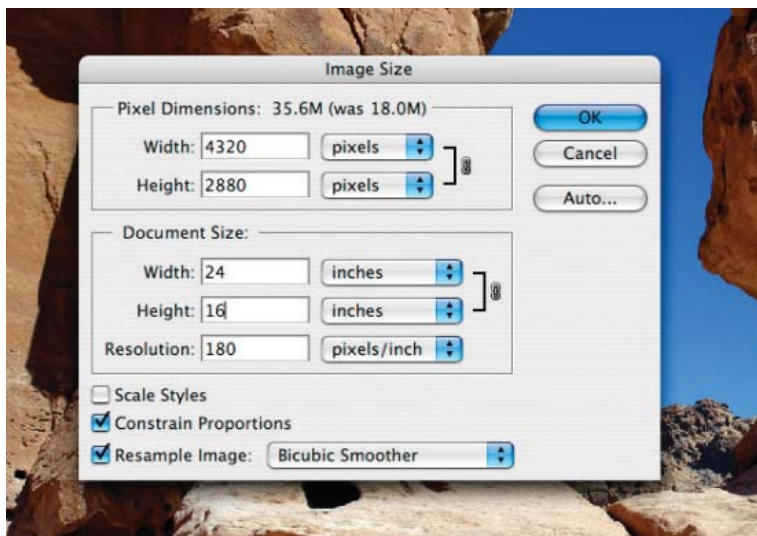 Image Size
Pixel Dimensions: 35.6M (was 18.0M)
Width: 4320 pixels
Height: 2880 pixels
Document Size:
Width: 24 inches
Height: 16 inches
Resolution: 180 pixels/inch
Scale Styles
Constrain Proportions
Resample Image: Bicubic Smoother
OK
Cancel
Auto...